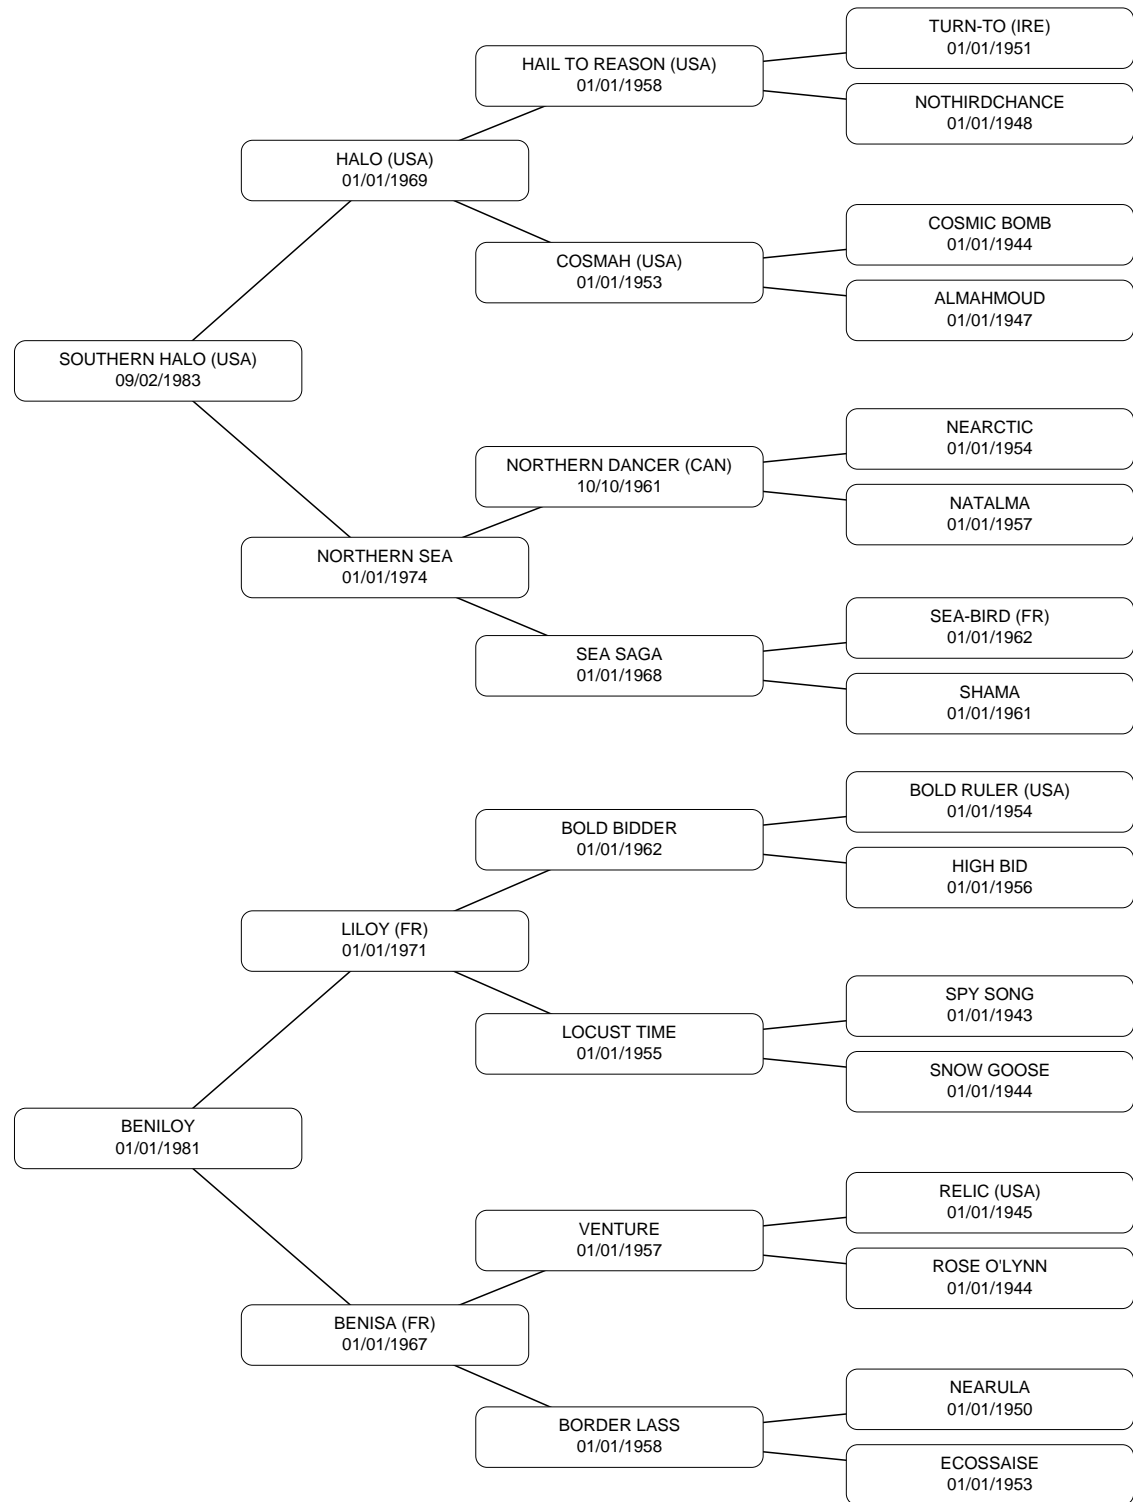 TURN-TO (IRE)
01/01/1951
HAIL TO REASON (USA)
01/01/1958
NOTHIRDCHANCE
01/01/1948
HALO (USA)
01/01/1969
COSMIC BOMB
01/01/1944
COSMAH (USA)
01/01/1953
ALMAHMOUD
01/01/1947
SOUTHERN HALO (USA)
09/02/1983
NEARCTIC
01/01/1954
NORTHERN DANCER (CAN)
10/10/1961
NATALMA
01/01/1957
NORTHERN SEA
01/01/1974
SEA-BIRD (FR)
01/01/1962
SEA SAGA
01/01/1968
SHAMA
01/01/1961
BOLD RULER (USA)
01/01/1954
BOLD BIDDER
01/01/1962
HIGH BID
01/01/1956
LILOY (FR)
01/01/1971
SPY SONG
01/01/1943
LOCUST TIME
01/01/1955
SNOW GOOSE
01/01/1944
BENILOY
01/01/1981
RELIC (USA)
01/01/1945
VENTURE
01/01/1957
ROSE O'LYNN
01/01/1944
BENISA (FR)
01/01/1967
NEARULA
01/01/1950
BORDER LASS
01/01/1958
ECOSSAISE
01/01/1953